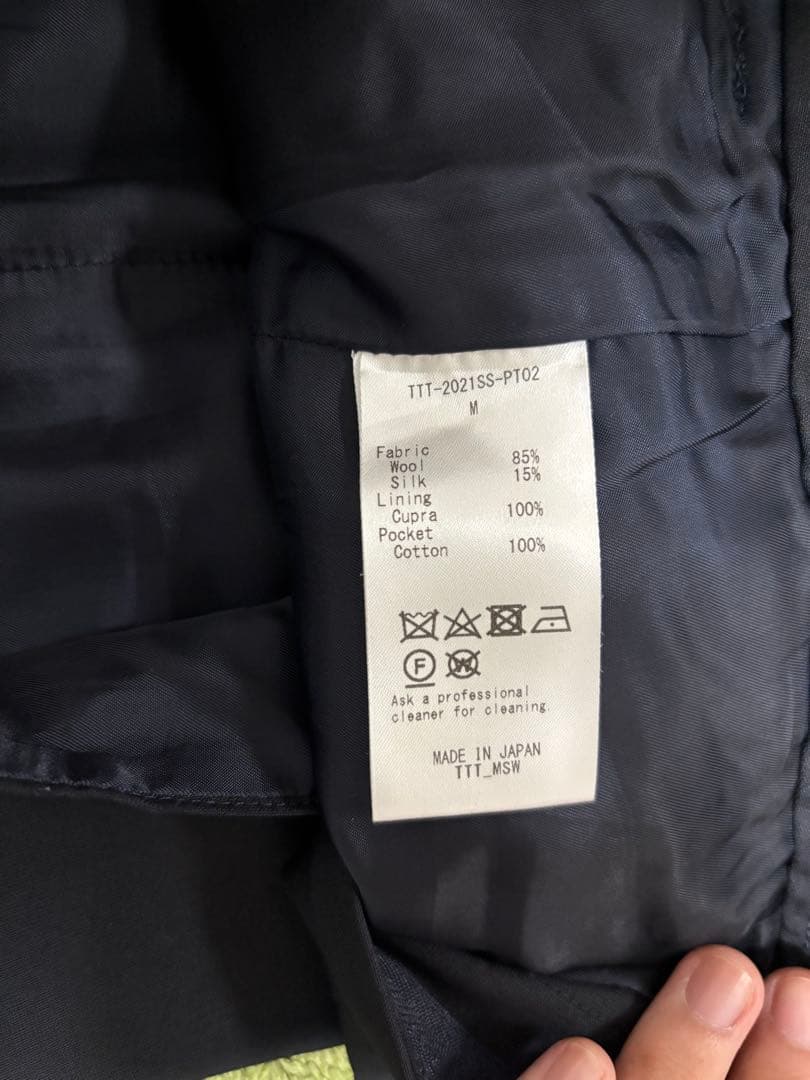 TTT-2021SS-PT02
M
Fabric
Wool 85%
Silk 15%
Lining
Cupra 100%
Pocket
Cotton 100%
F W
Ask a professional
cleaner for cleaning.
MADE IN JAPAN
TTT_MSW